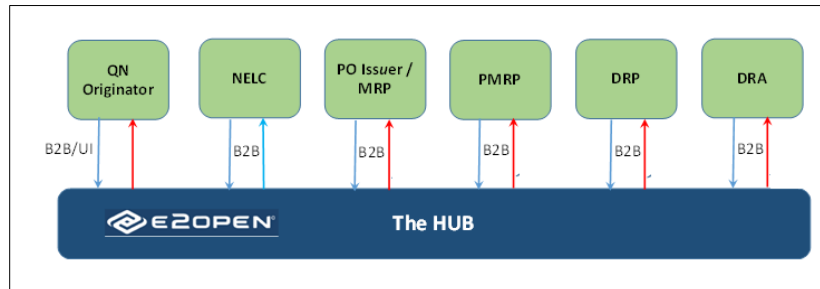 QN
Originator
NELC
PO Issuer /
MRP
PMRP
DRP
DRA
B2B/UI
B2B
B2B
B2B
B2B
B2B
E2OPEN®
The HUB